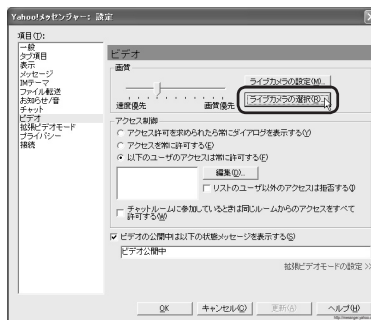 Yahoo!メッセンジャー: 設定
項目(T):
一般
タブ項目
表示
メッセージ
IMテーマ
ファイル転送
お知らせ/音
チャット
ビデオ
拡張ビデオモード
プライバシー
接続
ビデオ
画質
ライブカメラの設定(M)...
ライブカメラの選択(R)...
速度優先
画質優先
アクセス制御
アクセス許可を求められたら常にダイアログを表示する(Y)
アクセスを常に許可する(E)
以下のユーザのアクセスは常に許可する(F)
編集(D)...
リストのユーザ以外のアクセスは拒否する(I)
チャットルームに参加しているときは同じルームからのアクセスをすべて
許可する(W)
ビデオの公開中は以下の状態メッセージを表示する(S)
ビデオ公開中
拡張ビデオモードの設定 >>
OK
キャンセル(Q)
更新(A)
ヘルプ(H)